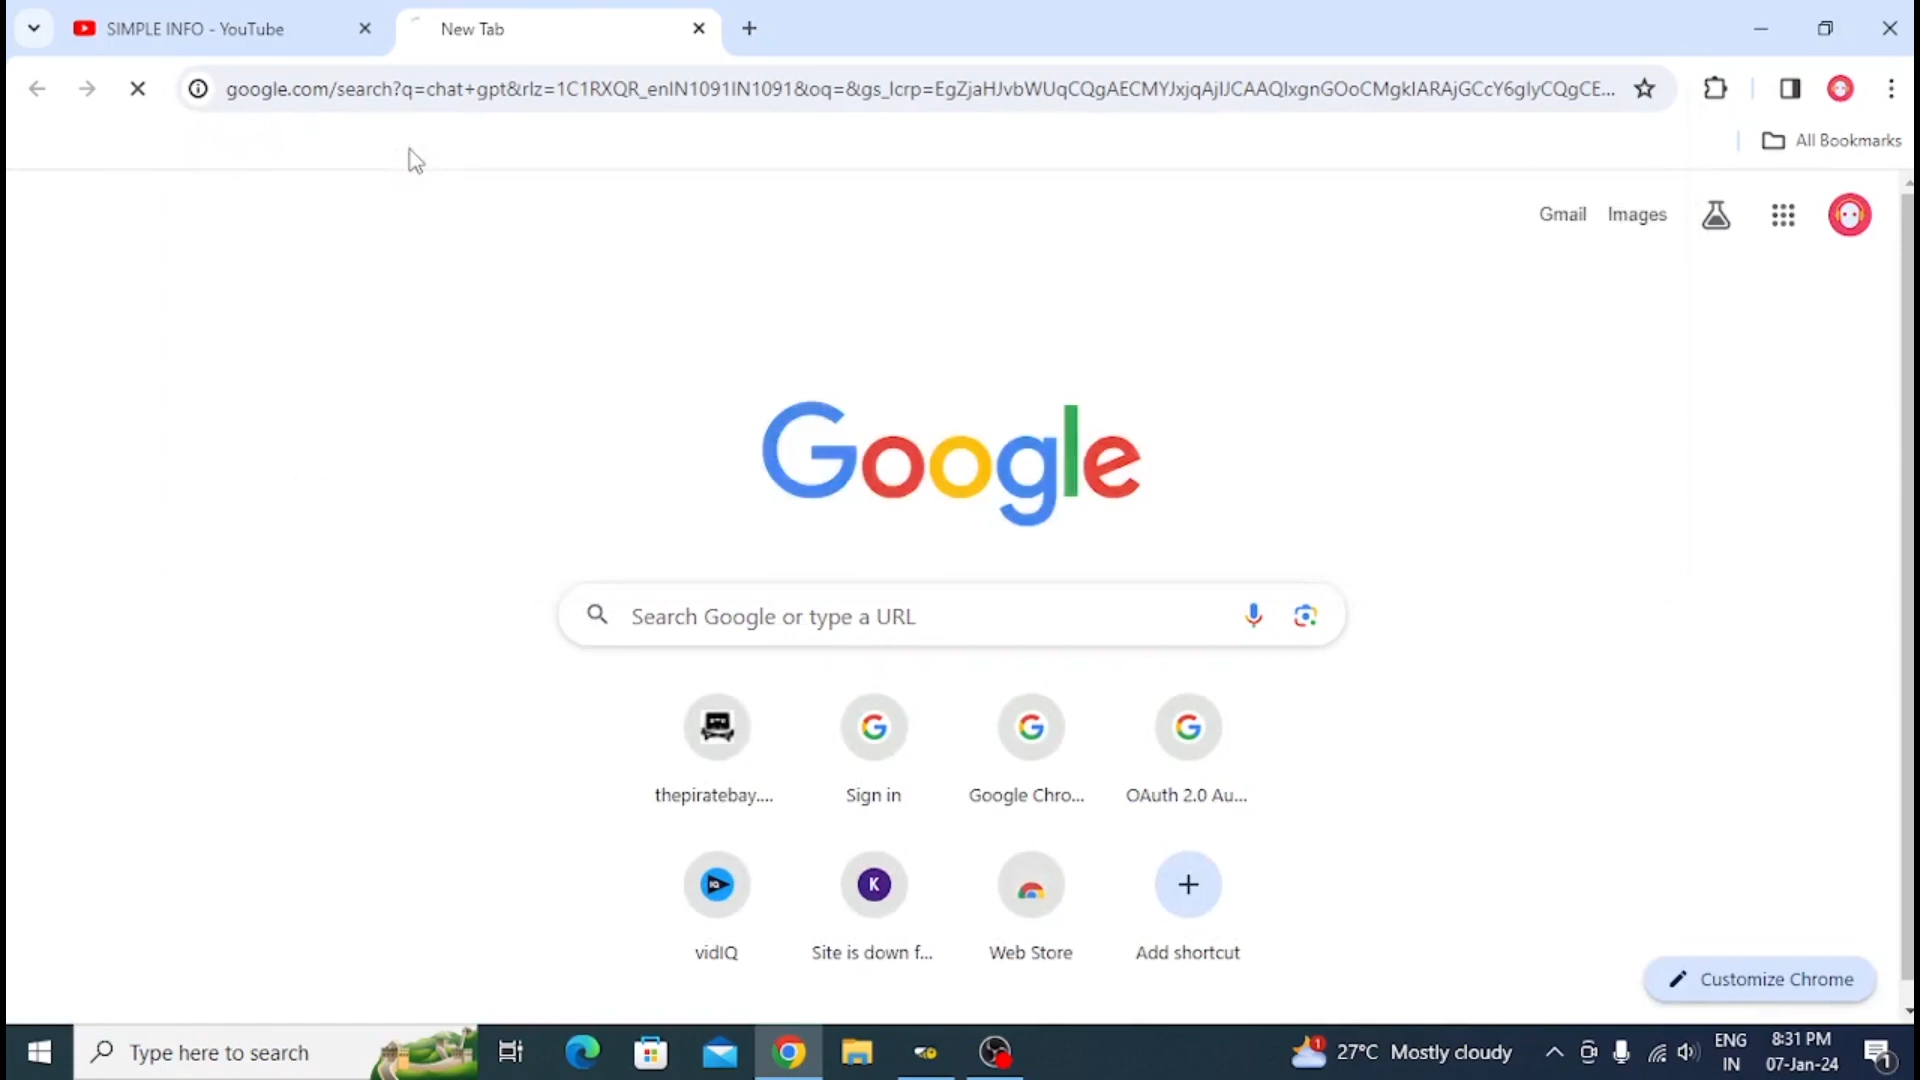 SIMPLE INFO - YouTube
New Tab
google.com/search?q=chat+gpt&rlz=1C1RXQR_enIN1091IN1091&oq=&gs_lcrp=EgZjaHJvbWUqCQgAECMYJxjqAjIJCAAQIxgnGOoCMgkIARAjGCcY6gIyCQgCE...
All Bookmarks
Gmail
Images
Google
Search Google or type a URL
thepiratebay....
Sign in
Google Chro...
OAuth 2.0 Au...
IQ
K
vidIQ
Site is down f...
Web Store
Add shortcut
Customize Chrome
Type here to search
1
27°C Mostly cloudy
ENG
IN
8:31 PM
07-Jan-24
1